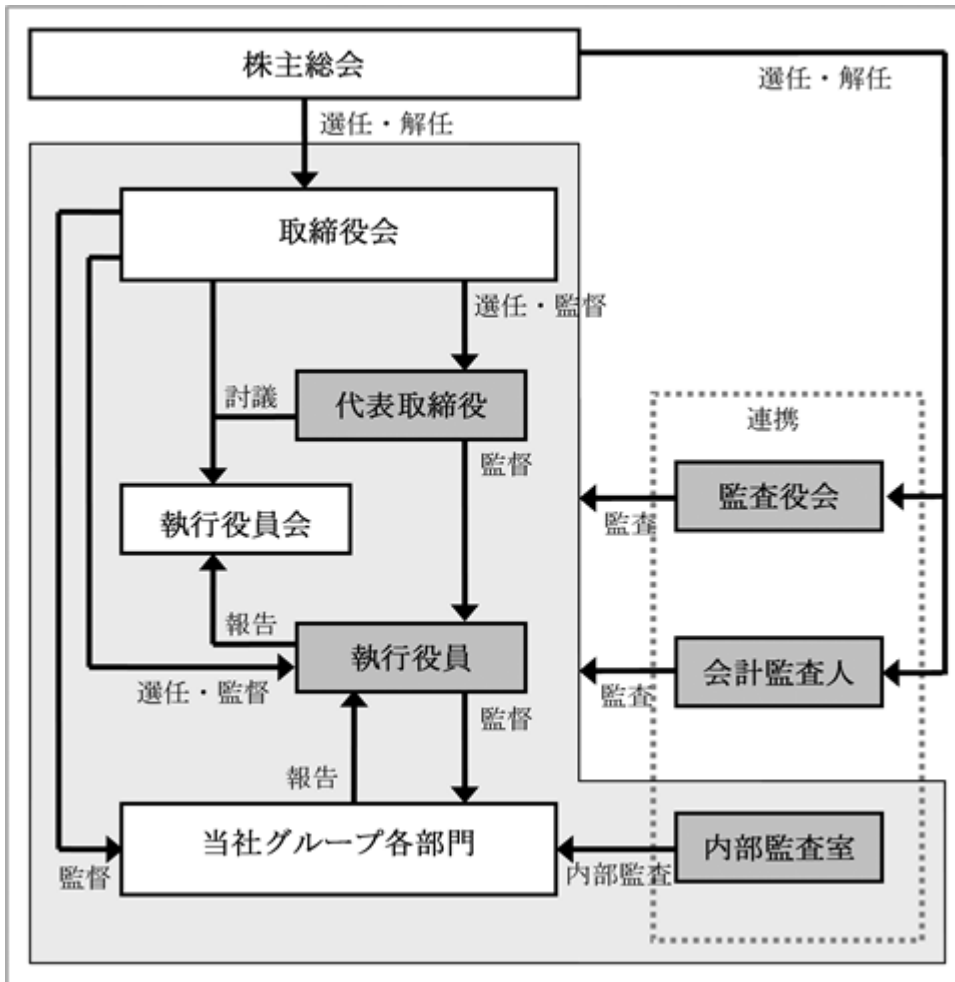 株主総会
選任・解任
選任・解任
取締役会
選任・監督
代表取締役
討議
監督
連携
監査役会
監査
執行役員会
報告
執行役員
選任・監督
監督
会計監査人
監査
報告
当社グループ各部門
監督
内部監査室
内部監査